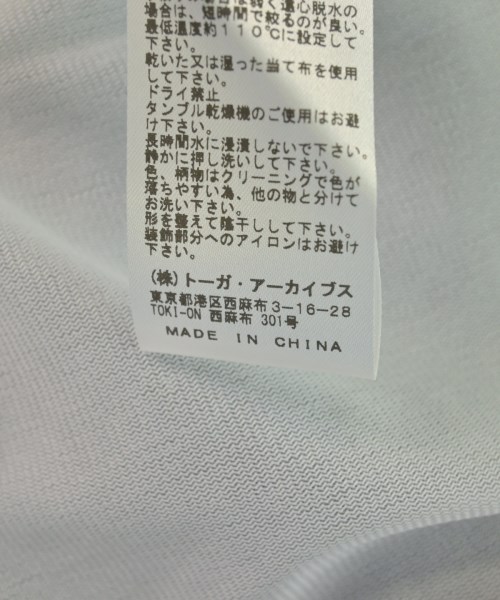 場合は弱く遠心脱水の
場合は、短時間で絞るのが良い。
最低温度約110℃に設定して
下さい。
乾いた又は湿った当て布を使用
して下さい。
ドライ禁止
タンブル乾燥機のご使用はお避
け下さい。
長時間水に浸漬しないで下さい。
静かに押し洗いして下さい。
色、柄物はクリーニングで色が
落ちやすい為、他の物と分けて
お洗い下さい。
形を整えて陰干しして下さい。
装飾部分へのアイロンはお避け
下さい。
(株)トーガ・アーカイブス
東京都港区西麻布3-16-28
TOKI-ON 西麻布 301号
MADE IN CHINA